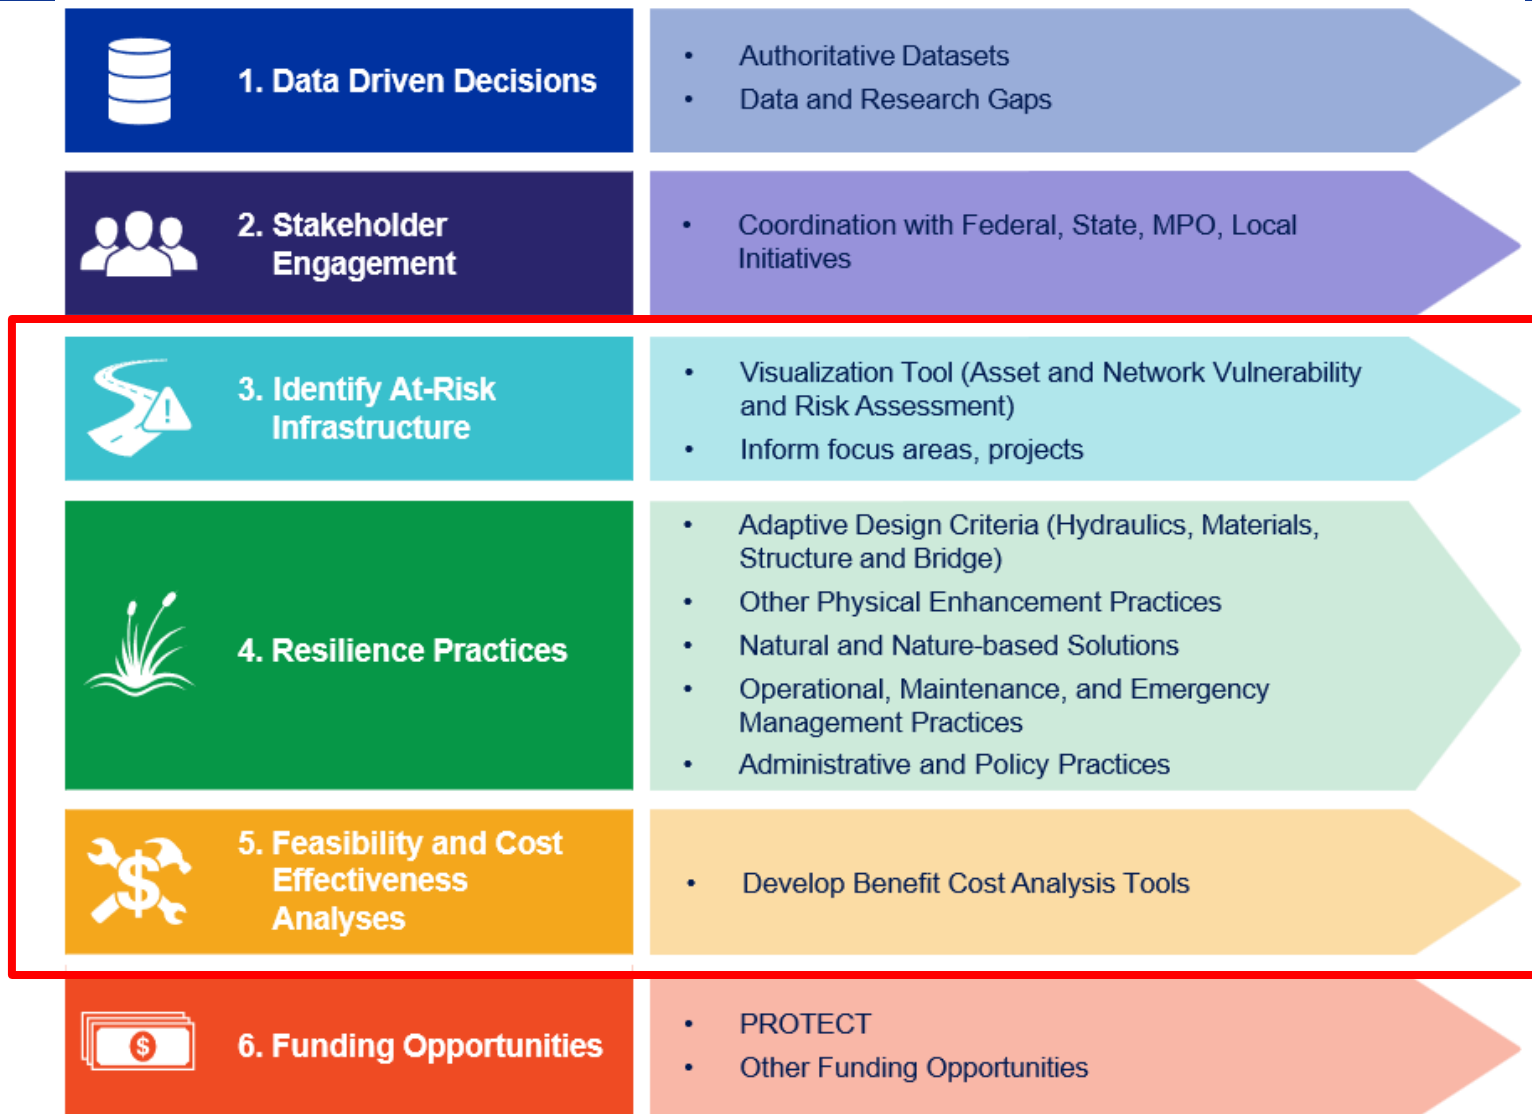 1. Data Driven Decisions
• Authoritative Datasets
• Data and Research Gaps
2. Stakeholder
Engagement
• Coordination with Federal, State, MPO, Local
Initiatives
3. Identify At-Risk
Infrastructure
• Visualization Tool (Asset and Network Vulnerability
and Risk Assessment)
• Inform focus areas, projects
4. Resilience Practices
• Adaptive Design Criteria (Hydraulics, Materials,
Structure and Bridge)
• Other Physical Enhancement Practices
• Natural and Nature-based Solutions
• Operational, Maintenance, and Emergency
Management Practices
• Administrative and Policy Practices
5. Feasibility and Cost
Effectiveness
Analyses
• Develop Benefit Cost Analysis Tools
6. Funding Opportunities
• PROTECT
• Other Funding Opportunities